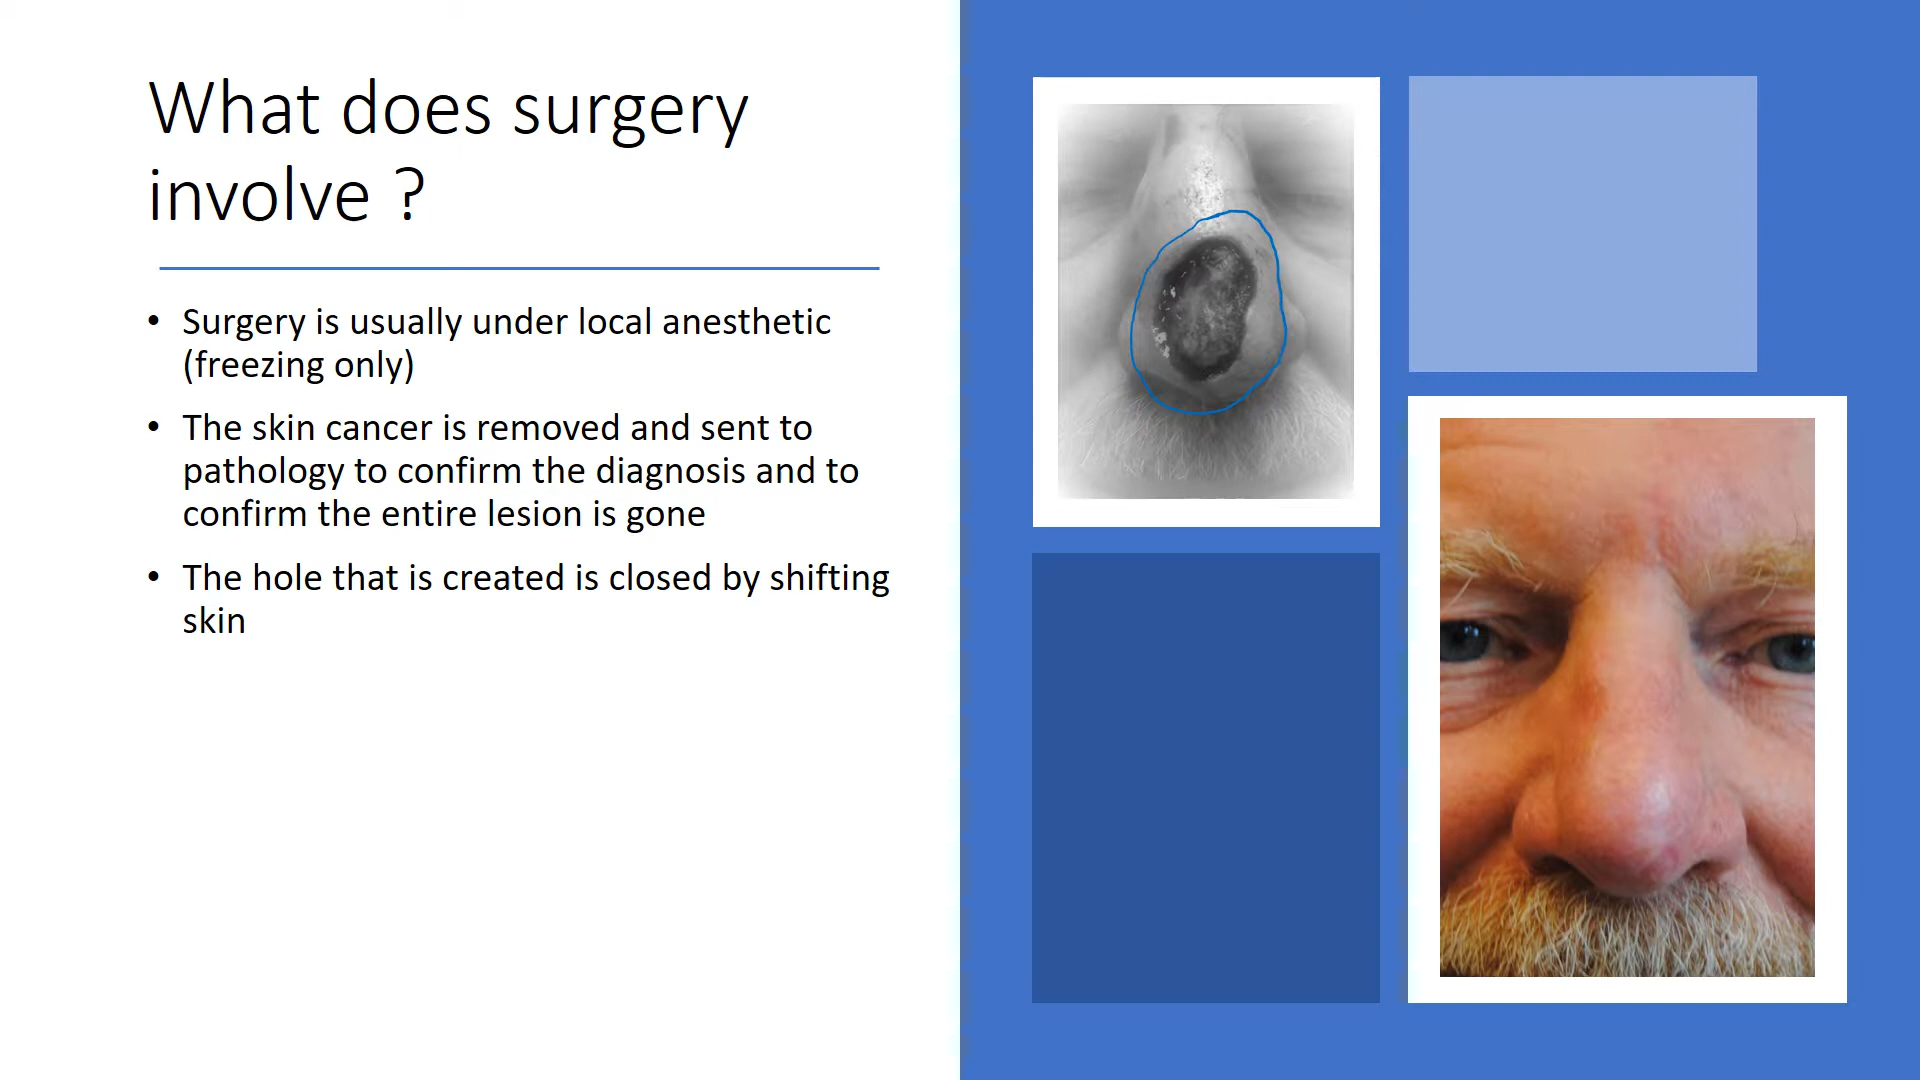 What does surgery
involve ?
• Surgery is usually under local anesthetic
(freezing only)
• The skin cancer is removed and sent to
pathology to confirm the diagnosis and to
confirm the entire lesion is gone
• The hole that is created is closed by shifting
skin